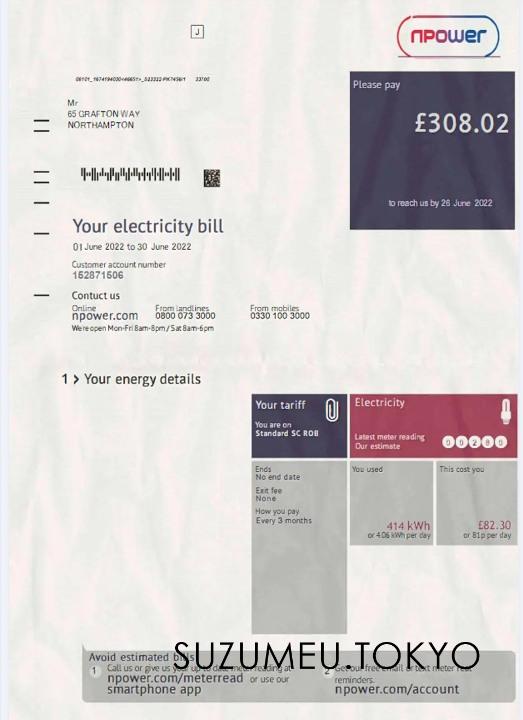 J
npower
Please pay
£308.02
to reach us by 26 June 2022
Mr
65 GRAFTON WAY
NORTHAMPTON
Your electricity bill
01 June 2022 to 30 June 2022
Customer account number
152871506
Contuct us
Online
npower.com
From landlines
0800 073 3000
From mobiles
0330 100 3000
We're open Mon-Fri 8am-8pm / Sat 8am-6pm
1 > Your energy details
Your tariff
You are on
Standard SC ROB
Electricity
Latest meter reading
Our estimate
00280
Ends
No end date
Exit fee
None
How you pay
Every 3 months
You used
414 kWh
or 4.06 kWh per day
This cost you
£82.30
or 81p per day
SUZUMEU.TOKYO
Avoid estimated bills
1 Call us or give us your up to date meter reading at
npower.com/meterread or use our
smartphone app
2 Get our free email or text meter
reminders.
npower.com/account